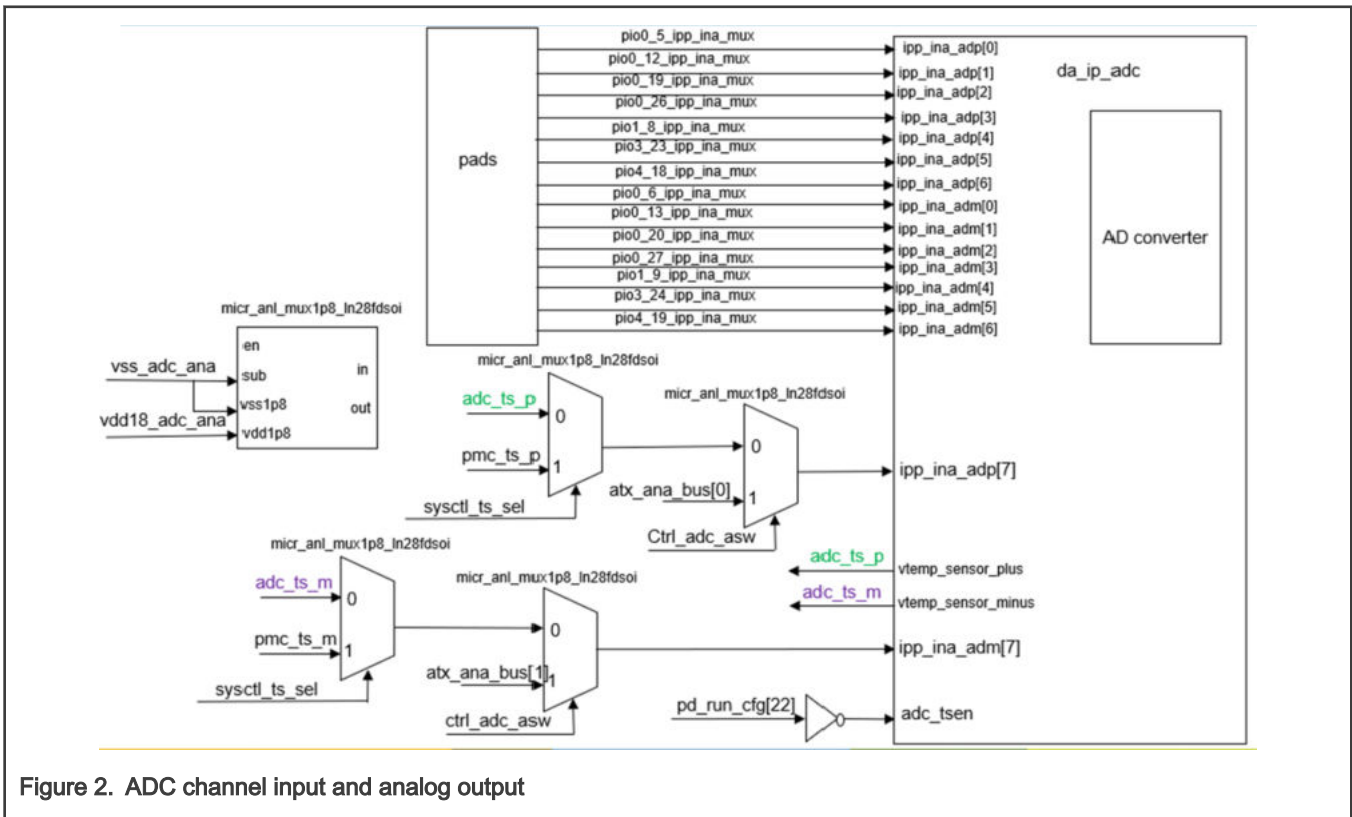 pads
pio0_5_ipp_ina_mux
pio0_12_ipp_ina_mux
pio0_19_ipp_ina_mux
pio0_26_ipp_ina_mux
pio1_8_ipp_ina_mux
pio3_23_ipp_ina_mux
pio4_18_ipp_ina_mux
pio0_6_ipp_ina_mux
pio0_13_ipp_ina_mux
pio0_20_ipp_ina_mux
pio0_27_ipp_ina_mux
pio1_9_ipp_ina_mux
pio3_24_ipp_ina_mux
pio4_19_ipp_ina_mux
ipp_ina_adp[0]
ipp_ina_adp[1]
ipp_ina_adp[2]
ipp_ina_adp[3]
ipp_ina_adp[4]
ipp_ina_adp[5]
ipp_ina_adp[6]
ipp_ina_adm[0]
ipp_ina_adm[1]
ipp_ina_adm[2]
ipp_ina_adm[3]
ipp_ina_adm[4]
ipp_ina_adm[5]
ipp_ina_adm[6]
da_ip_adc
AD converter
micr_anl_mux1p8_ln28fdsoi
en
sub
vss1p8
vdd1p8
in
out
vss_adc_ana
vdd18_adc_ana
micr_anl_mux1p8_ln28fdsoi
adc_ts_p
0
pmc_ts_p
1
sysctl_ts_sel
micr_anl_mux1p8_ln28fdsoi
0
atx_ana_bus[0]
1
Ctrl_adc_asw
ipp_ina_adp[7]
adc_ts_p
vtemp_sensor_plus
adc_ts_m
vtemp_sensor_minus
micr_anl_mux1p8_ln28fdsoi
adc_ts_m
0
pmc_ts_m
1
sysctl_ts_sel
micr_anl_mux1p8_ln28fdsoi
0
atx_ana_bus[1]
1
ctrl_adc_asw
ipp_ina_adm[7]
pd_run_cfg[22]
adc_tsen
Figure 2. ADC channel input and analog output